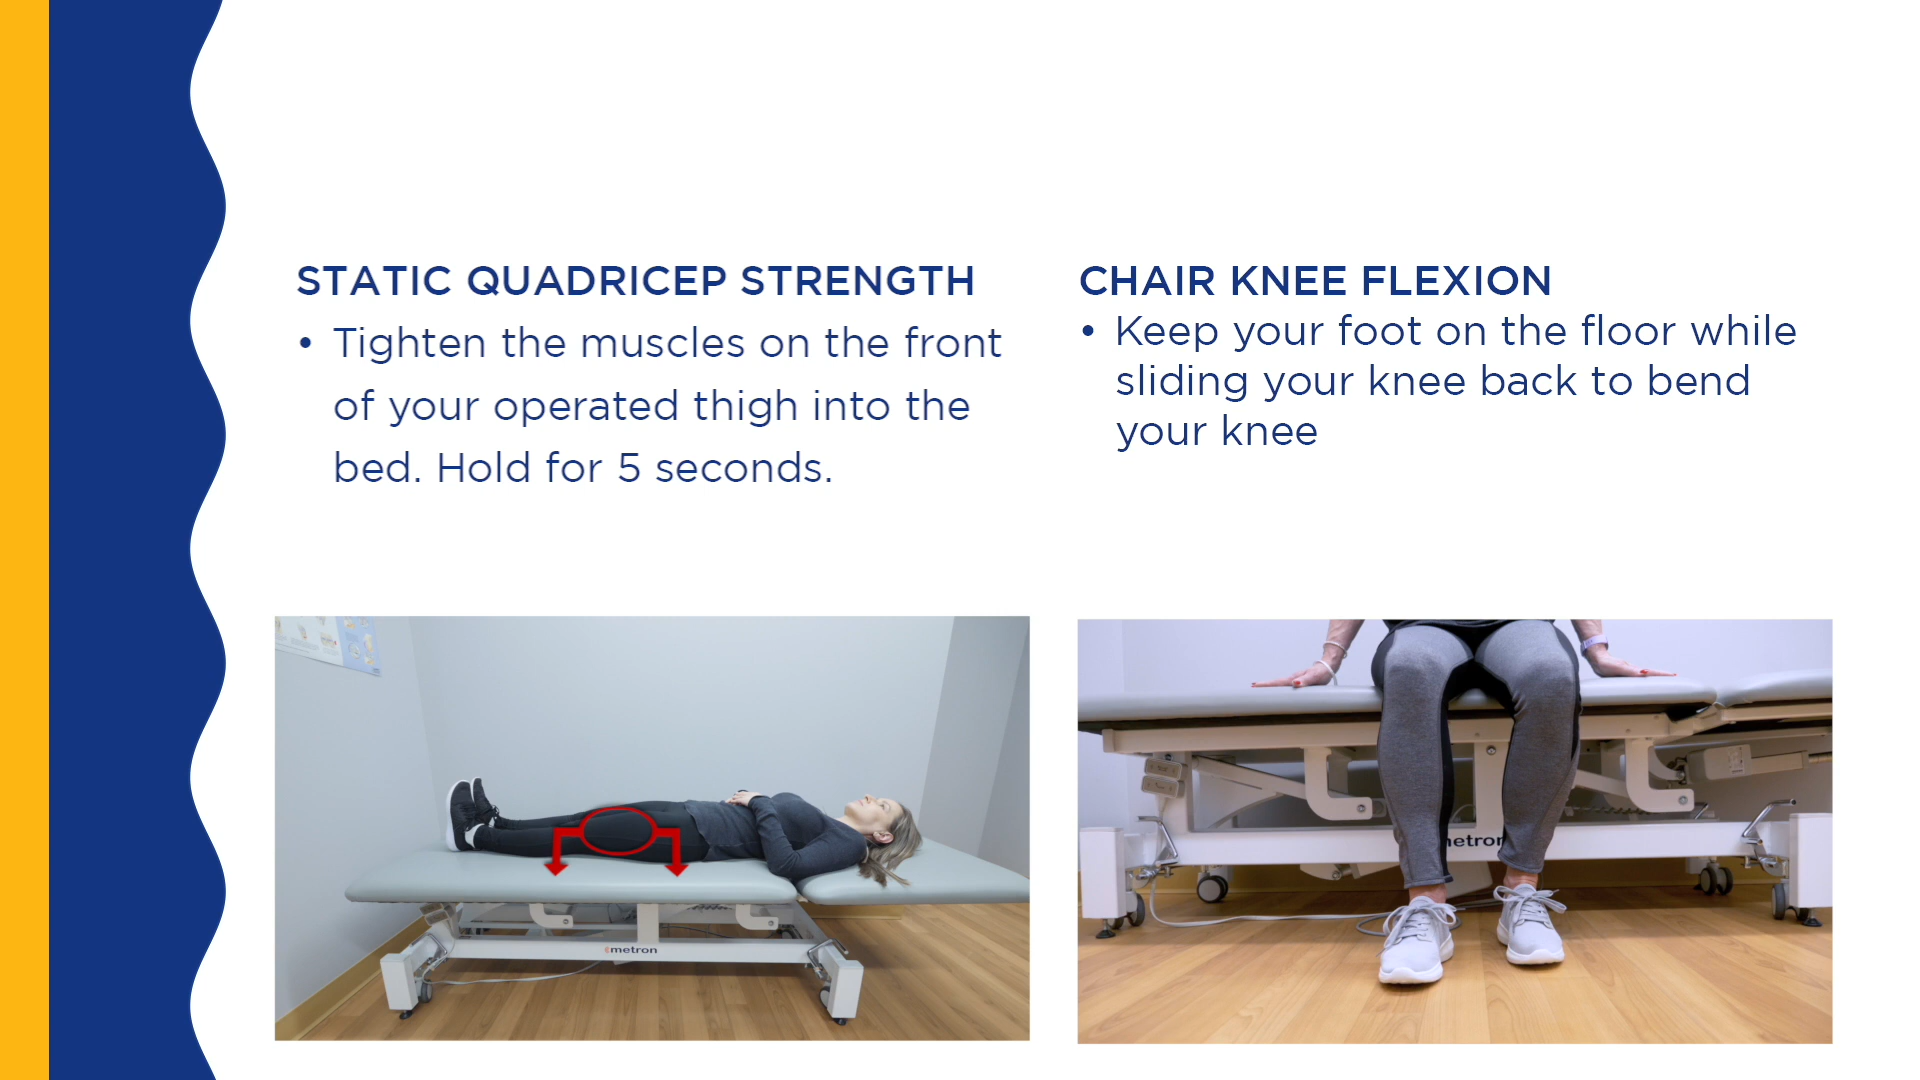 STATIC QUADRICEP STRENGTH
• Tighten the muscles on the front
of your operated thigh into the
bed. Hold for 5 seconds.
CHAIR KNEE FLEXION
• Keep your foot on the floor while
sliding your knee back to bend
your knee
metron
metron